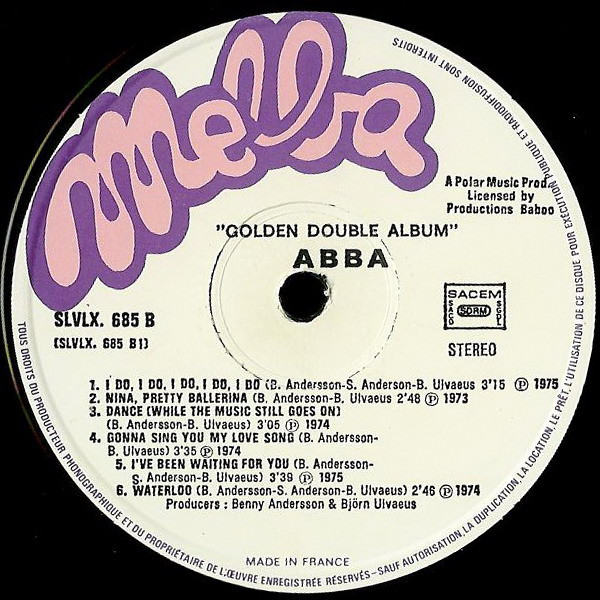 Melba
TOUS DROITS DU PRODUCTEUR PHONOGRAPHIQUE ET DU PROPRIÉTAIRE DE L'ŒUVRE ENREGISTRÉE RÉSERVÉS - SAUF AUTORISATION, LA DUPLICATION, LA LOCATION, LE PRÊT, L'UTILISATION DE CE DISQUE POUR EXÉCUTION PUBLIQUE ET RADIODIFFUSION SONT INTERDITS
A Polar Music Prod.
Licensed by
Productions Baboo
"GOLDEN DOUBLE ALBUM"
ABBA
SLVLX. 685 B
(SLVLX. 685 B1)
SACEM
SACD SDRM SGDL
STEREO
1. I DO, I DO, I DO, I DO, I DO (B. Andersson-S. Anderson-B. Ulvaeus) 3'15 Ⓟ 1975
2. NINA, PRETTY BALLERINA (B. Andersson-B. Ulvaeus) 2'48 Ⓟ 1973
3. DANCE (WHILE THE MUSIC STILL GOES ON)
(B. Andersson-B. Ulvaeus) 3'05 Ⓟ 1974
4. GONNA SING YOU MY LOVE SONG (B. Andersson-
B. Ulvaeus) 3'35 Ⓟ 1974
5. I'VE BEEN WAITING FOR YOU (B. Andersson-
S. Anderson-B. Ulvaeus) 3'39 Ⓟ 1975
6. WATERLOO (B. Andersson-S. Anderson-B. Ulvaeus) 2'46 Ⓟ 1974
Producers : Benny Andersson & Björn Ulvaeus
MADE IN FRANCE